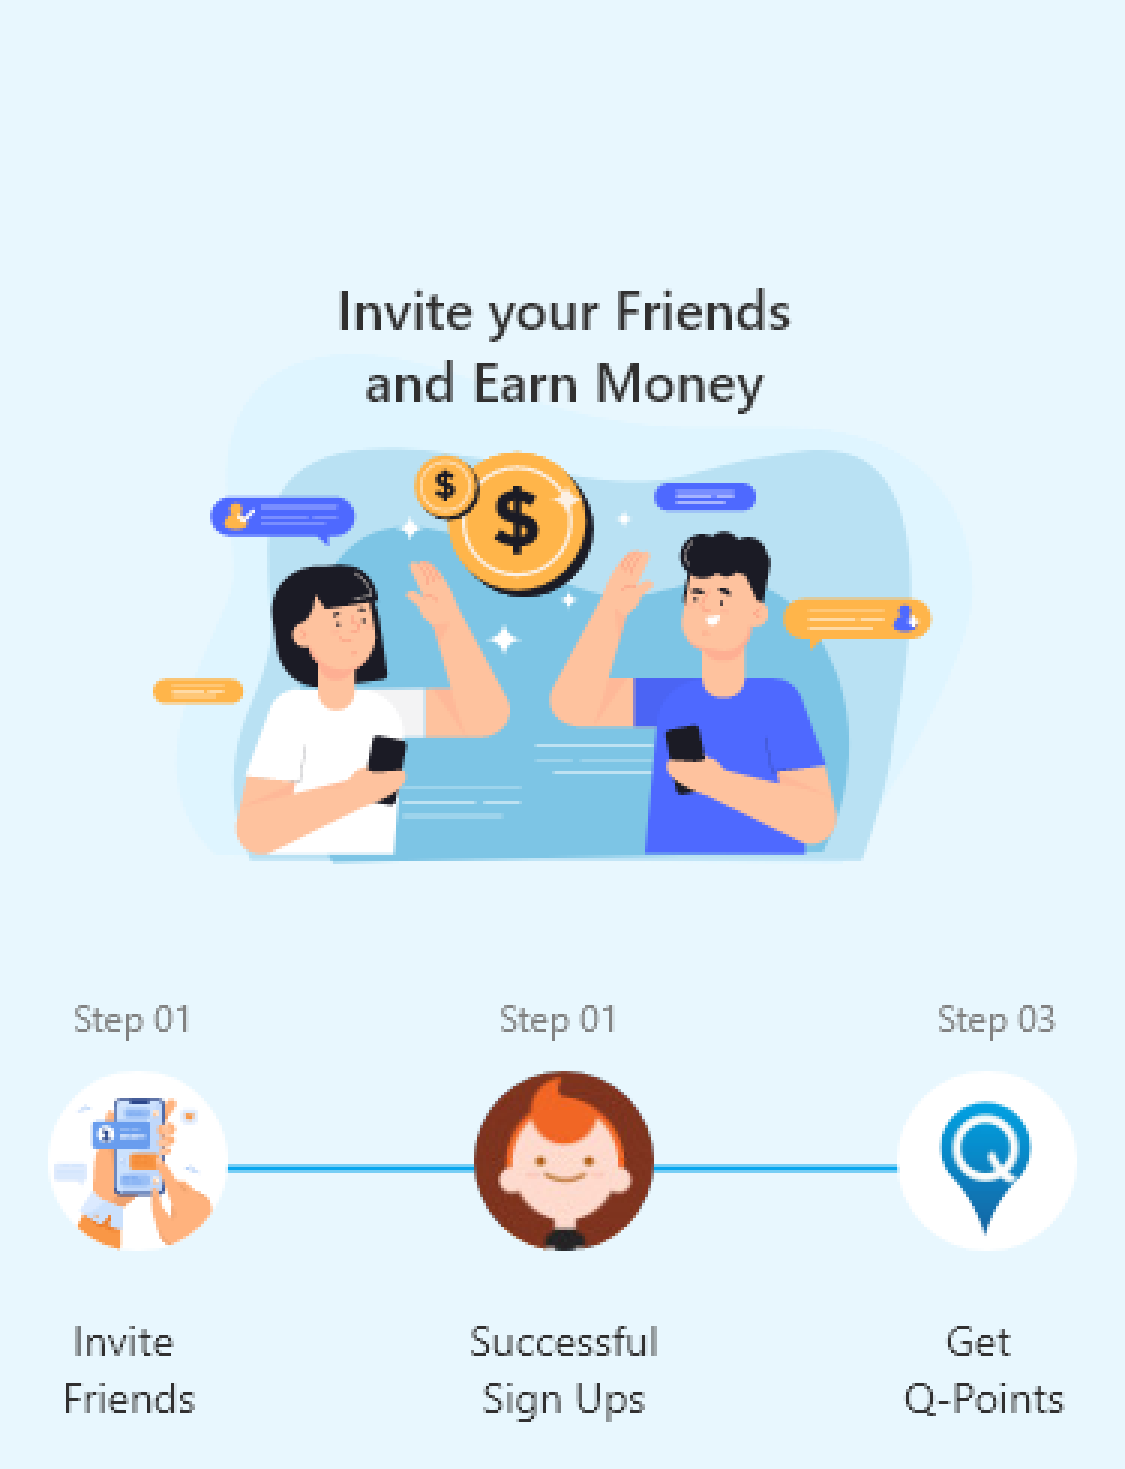 Invite your Friends
and Earn Money
$
$
Step 01
Step 01
Step 03
1
Q
Invite
Friends
Successful
Sign Ups
Get
Q-Points